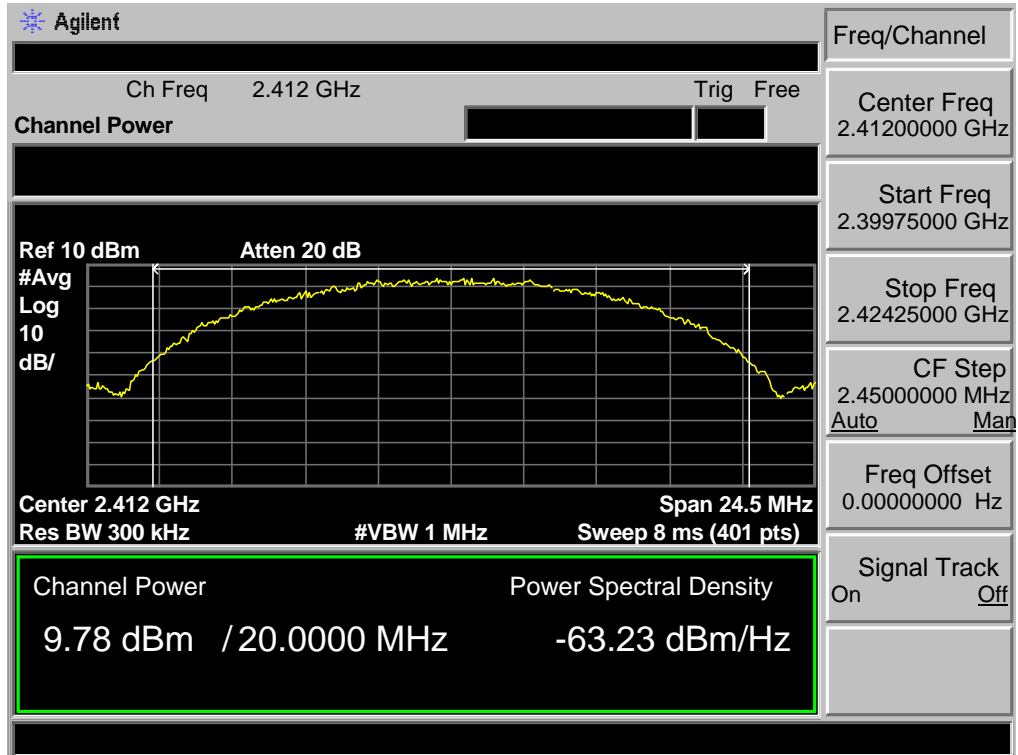 Agilent
Ch Freq 2.412 GHz Trig Free
Channel Power
Ref 10 dBm Atten 20 dB
#Avg
Log
10
dB/
Center 2.412 GHz Span 24.5 MHz
Res BW 300 kHz #VBW 1 MHz Sweep 8 ms (401 pts)
Channel Power Power Spectral Density
9.78 dBm / 20.0000 MHz -63.23 dBm/Hz
Freq/Channel
Center Freq
2.41200000 GHz
Start Freq
2.39975000 GHz
Stop Freq
2.42425000 GHz
CF Step
2.45000000 MHz
Auto Man
Freq Offset
0.00000000 Hz
Signal Track
On Off